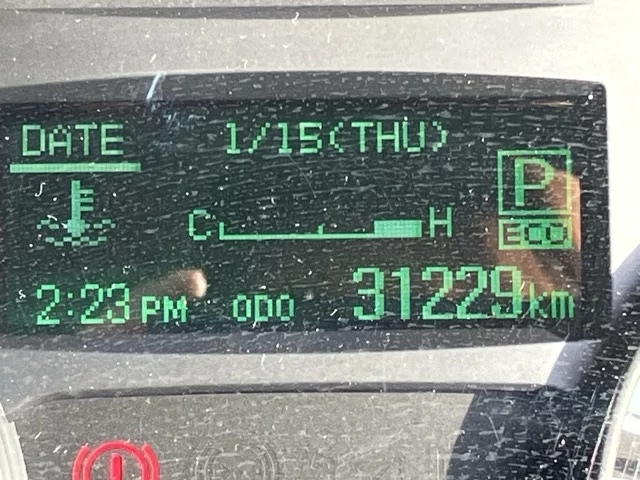 DATE 1/15(THU)
P
C H
ECO
2:23 PM ODO 31229km